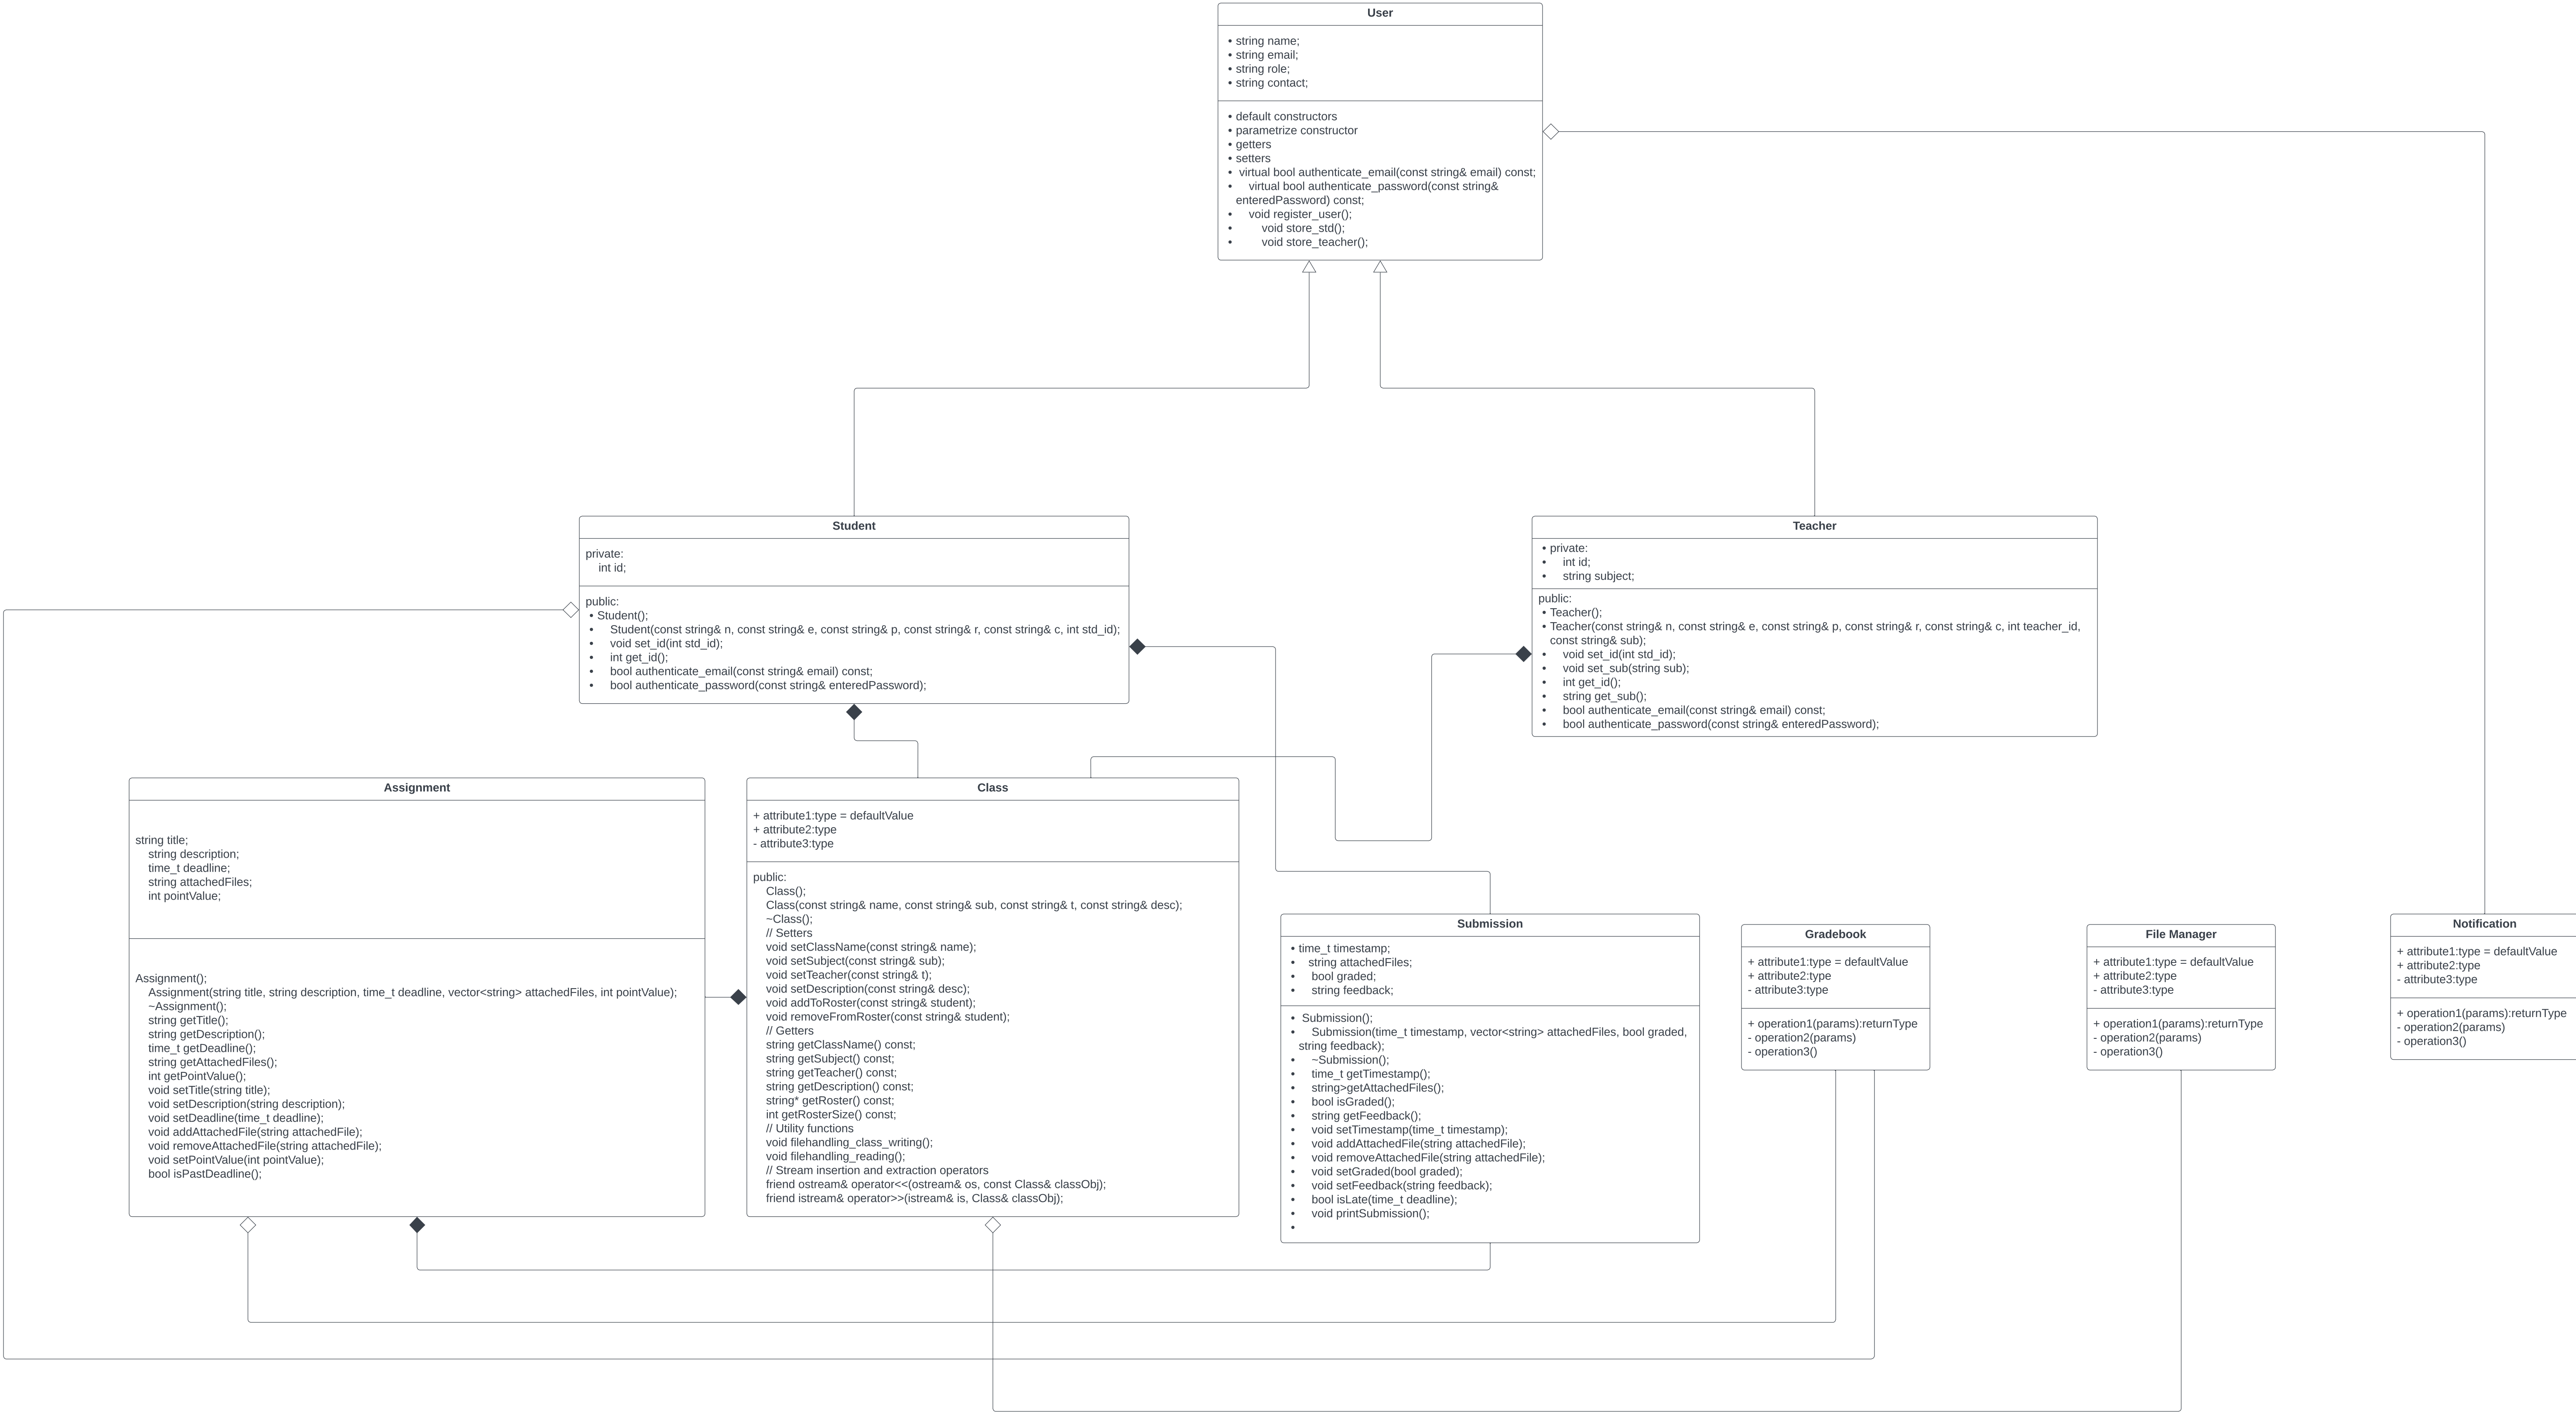 User
• string name;
• string email;
• string role;
• string contact;
• default constructors
• parametrize constructor
• getters
• setters
• virtual bool authenticate_email(const string& email) const;
• virtual bool authenticate_password(const string&
enteredPassword) const;
• void register_user();
• void store_std();
• void store_teacher();
Student
private:
int id;
public:
• Student();
• Student(const string& n, const string& e, const string& p, const string& r, const string& c, int std_id);
• void set_id(int std_id);
• int get_id();
• bool authenticate_email(const string& email) const;
• bool authenticate_password(const string& enteredPassword);
Teacher
• private:
• int id;
• string subject;
public:
• Teacher();
• Teacher(const string& n, const string& e, const string& p, const string& r, const string& c, int teacher_id,
const string& sub);
• void set_id(int std_id);
• void set_sub(string sub);
• int get_id();
• string get_sub();
• bool authenticate_email(const string& email) const;
• bool authenticate_password(const string& enteredPassword);
Assignment
string title;
string description;
time_t deadline;
string attachedFiles;
int pointValue;
Assignment();
Assignment(string title, string description, time_t deadline, vector<string> attachedFiles, int pointValue);
~Assignment();
string getTitle();
string getDescription();
time_t getDeadline();
string getAttachedFiles();
int getPointValue();
void setTitle(string title);
void setDescription(string description);
void setDeadline(time_t deadline);
void addAttachedFile(string attachedFile);
void removeAttachedFile(string attachedFile);
void setPointValue(int pointValue);
bool isPastDeadline();
Class
+ attribute1:type = defaultValue
+ attribute2:type
- attribute3:type
public:
Class();
Class(const string& name, const string& sub, const string& t, const string& desc);
~Class();
// Setters
void setClassName(const string& name);
void setSubject(const string& sub);
void setTeacher(const string& t);
void setDescription(const string& desc);
void addToRoster(const string& student);
void removeFromRoster(const string& student);
// Getters
string getClassName() const;
string getSubject() const;
string getTeacher() const;
string getDescription() const;
string* getRoster() const;
int getRosterSize() const;
// Utility functions
void filehandling_class_writing();
void filehandling_reading();
// Stream insertion and extraction operators
friend ostream& operator<<(ostream& os, const Class& classObj);
friend istream& operator>>(istream& is, Class& classObj);
Submission
• time_t timestamp;
• string attachedFiles;
• bool graded;
• string feedback;
• Submission();
• Submission(time_t timestamp, vector<string> attachedFiles, bool graded,
string feedback);
• ~Submission();
• time_t getTimestamp();
• string>getAttachedFiles();
• bool isGraded();
• string getFeedback();
• void setTimestamp(time_t timestamp);
• void addAttachedFile(string attachedFile);
• void removeAttachedFile(string attachedFile);
• void setGraded(bool graded);
• void setFeedback(string feedback);
• bool isLate(time_t deadline);
• void printSubmission();
•
Gradebook
+ attribute1:type = defaultValue
+ attribute2:type
- attribute3:type
+ operation1(params):returnType
- operation2(params)
- operation3()
File Manager
+ attribute1:type = defaultValue
+ attribute2:type
- attribute3:type
+ operation1(params):returnType
- operation2(params)
- operation3()
Notification
+ attribute1:type = defaultValue
+ attribute2:type
- attribute3:type
+ operation1(params):returnType
- operation2(params)
- operation3()